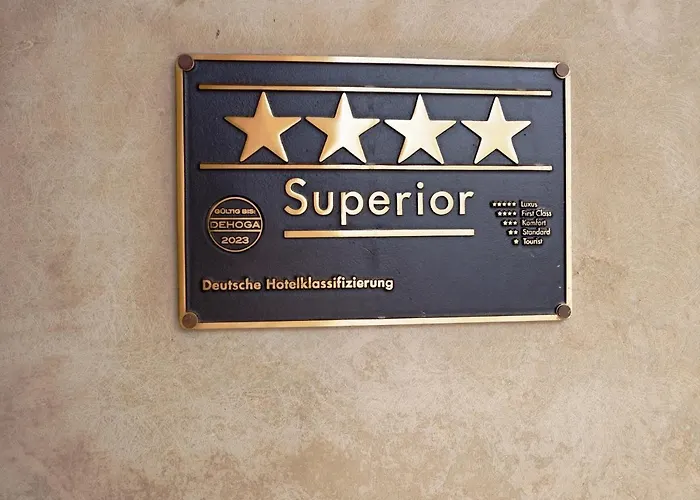 Superior
GÜLTIG BIS:
DEHOGA
2023
***** Luxus
**** First Class
*** Komfort
** Standard
* Tourist
Deutsche Hotelklassifizierung